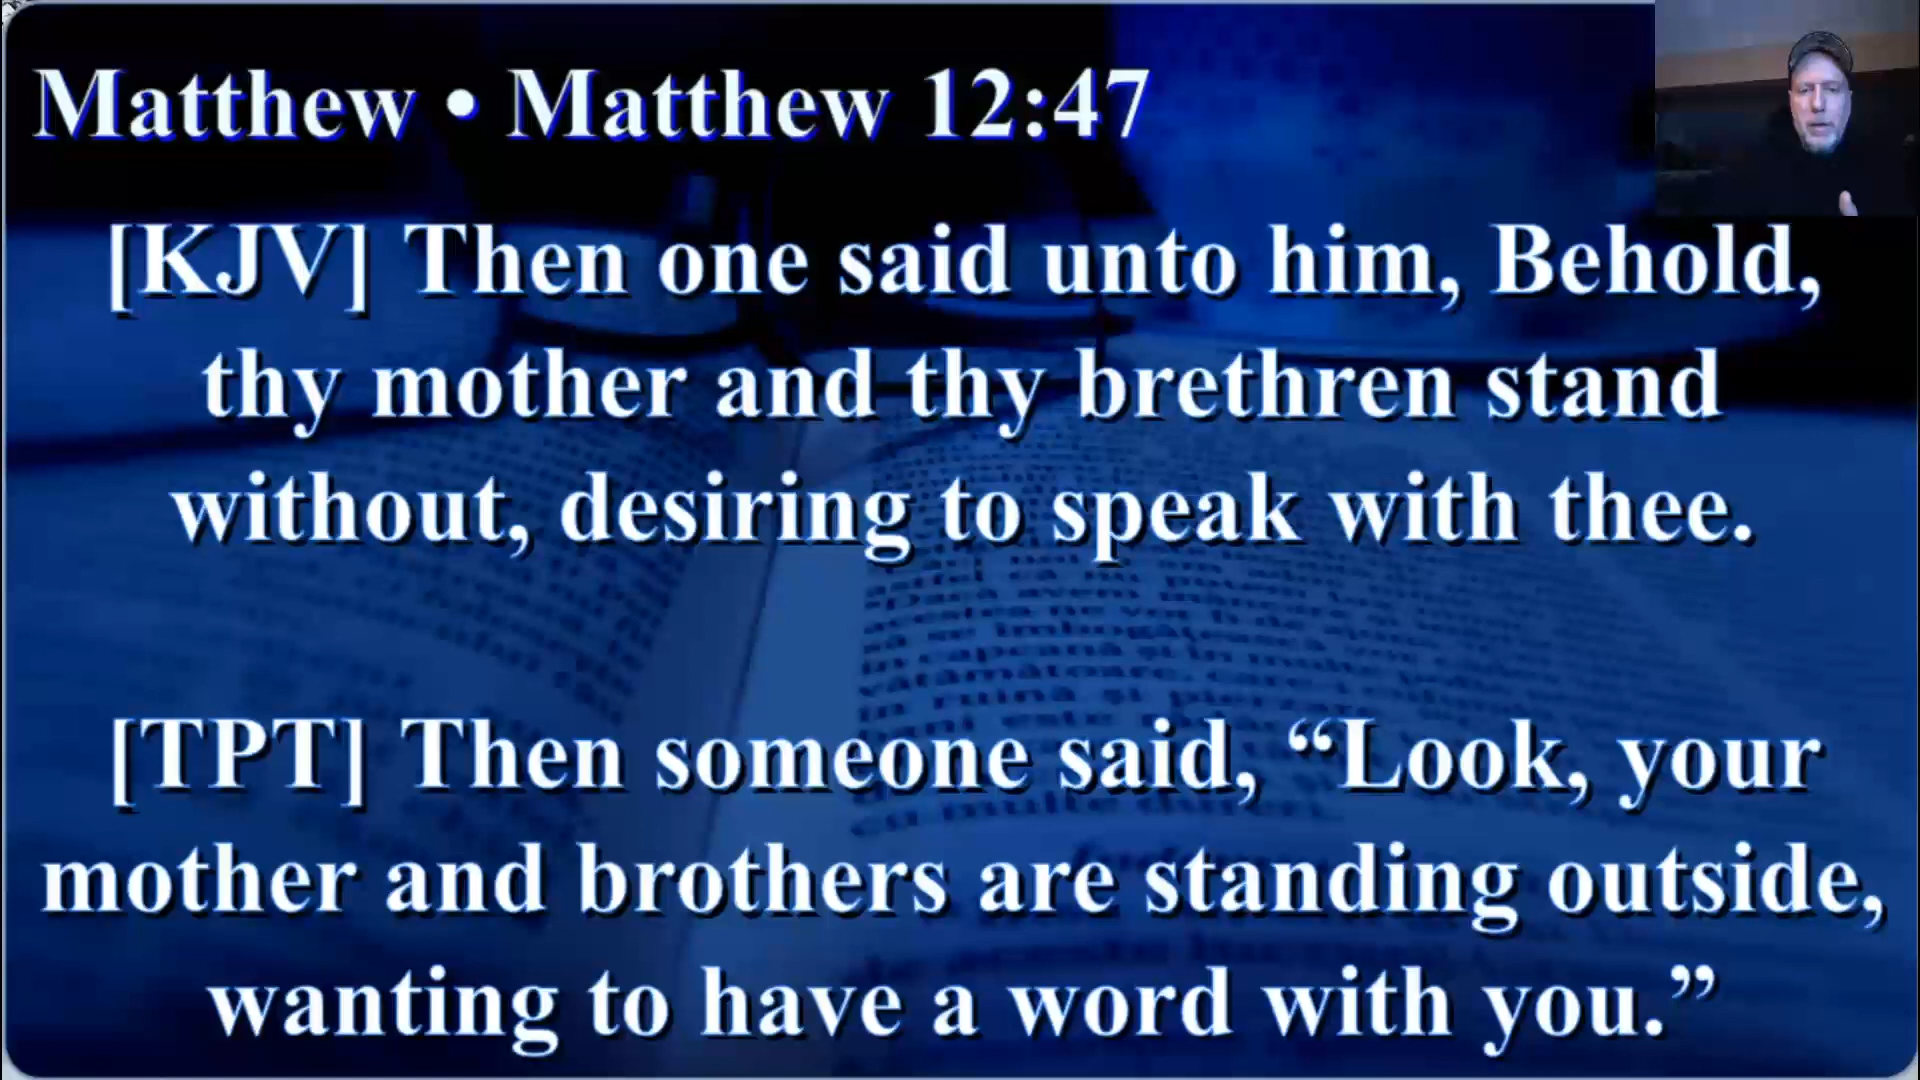 Matthew • Matthew 12:47
[KJV] Then one said unto him, Behold,
thy mother and thy brethren stand
without, desiring to speak with thee.
[TPT] Then someone said, “Look, your
mother and brothers are standing outside,
wanting to have a word with you.”